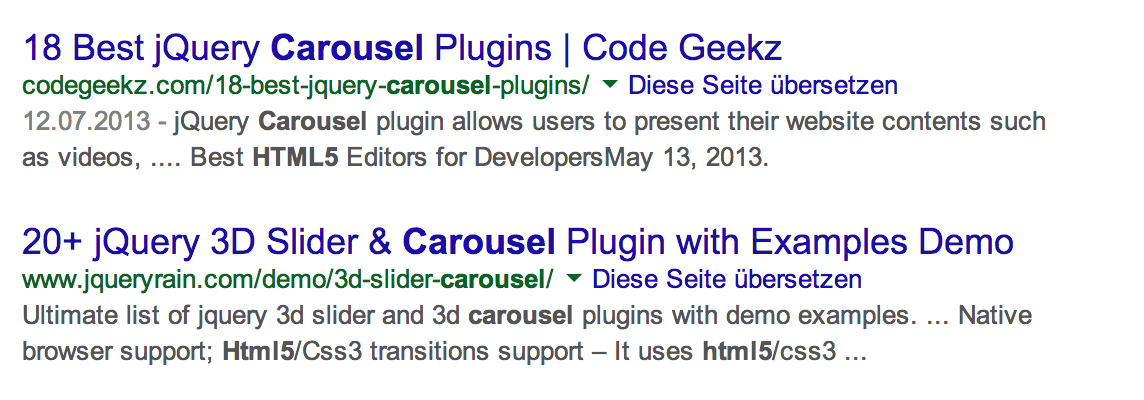 18 Best jQuery Carousel Plugins | Code Geekz
codegeekz.com/18-best-jquery-carousel-plugins/ Diese Seite übersetzen
12.07.2013 - jQuery Carousel plugin allows users to present their website contents such
as videos, .... Best HTML5 Editors for DevelopersMay 13, 2013.
20+ jQuery 3D Slider & Carousel Plugin with Examples Demo
www.jqueryrain.com/demo/3d-slider-carousel/ Diese Seite übersetzen
Ultimate list of jquery 3d slider and 3d carousel plugins with demo examples. ... Native
browser support; Html5/Css3 transitions support – It uses html5/css3 ...